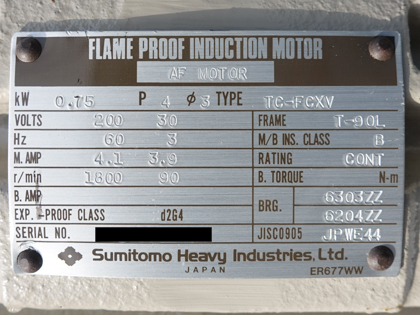 FLAME PROOF INDUCTION MOTOR
AF MOTOR
kW 0.75 P 4 ø 3 TYPE TC-FCXV
VOLTS 200 30 FRAME T-90L
Hz 60 3 M/B INS. CLASS B
M. AMP 4.1 3.9 RATING CONT
r/min 1800 90 B. TORQUE N-m
B. AMP BRG. 6303ZZ
EXP.-PROOF CLASS d2G4 6204ZZ
SERIAL NO. JISC0905 JPWE44
Sumitomo Heavy Industries, Ltd.
JAPAN ER677WW